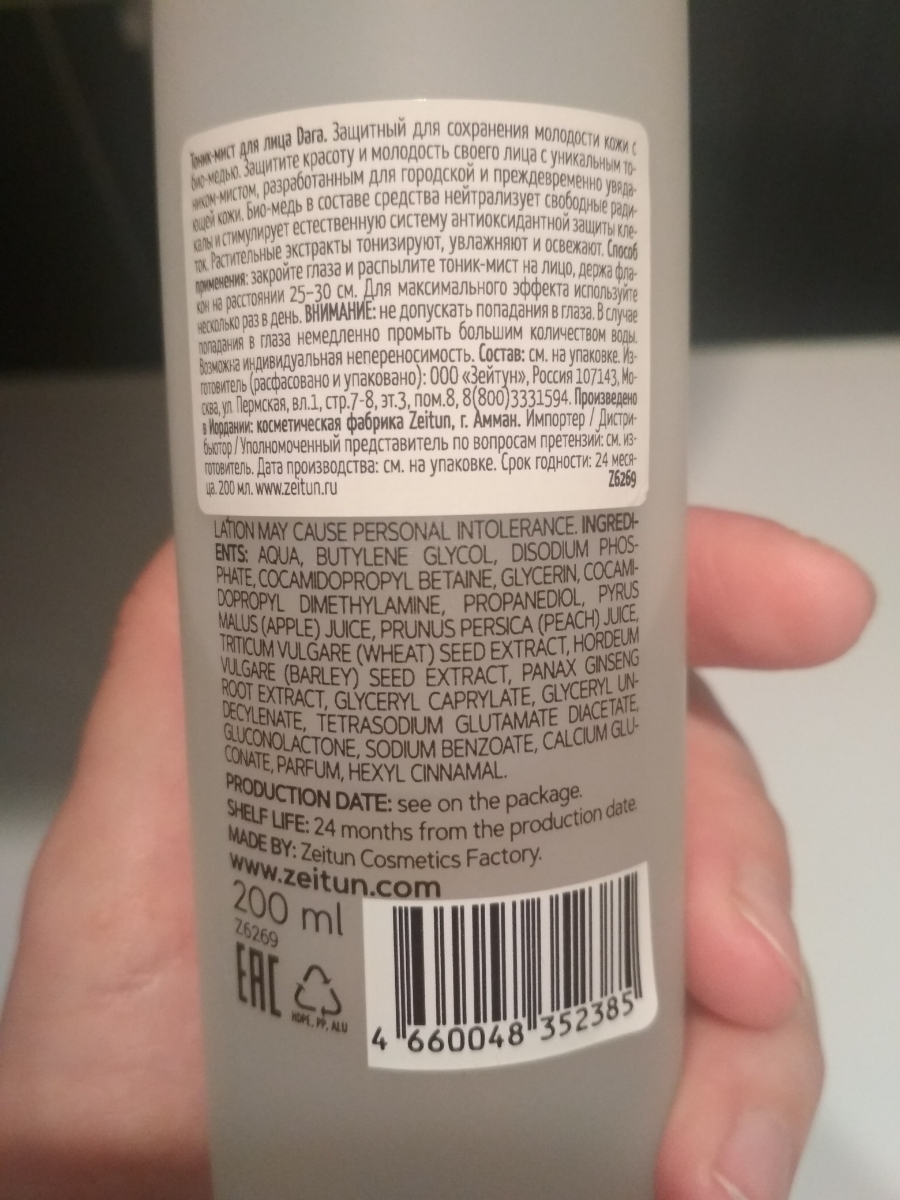 Тоник-мист для лица Dara. Защитный для сохранения молодости кожи с
био-медью. Защитите красоту и молодость своего лица с уникальным то-
ником-мистом, разработанным для городской и преждевременно увяда-
ющей кожи. Био-медь в составе средства нейтрализует свободные ради-
калы и стимулирует естественную систему антиоксидантной защиты кле-
ток. Растительные экстракты тонизируют, увлажняют и освежают. Способ
применения: закройте глаза и распылите тоник-мист на лицо, держа фла-
кон на расстоянии 25-30 см. Для максимального эффекта используйте
несколько раз в день. ВНИМАНИЕ: не допускать попадания в глаза. В случае
попадания в глаза немедленно промыть большим количеством воды.
Возможна индивидуальная непереносимость. Состав: см. на упаковке. Из-
готовитель (расфасовано и упаковано): ООО «Зейтун», Россия 107143, Мо-
сква, ул. Пермская, вл.1, стр.7-8, эт.3, пом.8, 8(800)3331594. Произведено
в Иордании: косметическая фабрика Zeitun, г. Амман. Импортер / Дистри-
бьютор / Уполномоченный представитель по вопросам претензий: см. из-
готовитель. Дата производства: см. на упаковке. Срок годности: 24 меся-
ца. 200 мл. www.zeitun.ru Z6269
LATION MAY CAUSE PERSONAL INTOLERANCE. INGREDI-
ENTS: AQUA, BUTYLENE GLYCOL, DISODIUM PHOS-
PHATE, COCAMIDOPROPYL BETAINE, GLYCERIN, COCAMI-
DOPROPYL DIMETHYLAMINE, PROPANEDIOL, PYRUS
MALUS (APPLE) JUICE, PRUNUS PERSICA (PEACH) JUICE,
TRITICUM VULGARE (WHEAT) SEED EXTRACT, HORDEUM
VULGARE (BARLEY) SEED EXTRACT, PANAX GINSENG
ROOT EXTRACT, GLYCERYL CAPRYLATE, GLYCERYL UN-
DECYLENATE, TETRASODIUM GLUTAMATE DIACETATE,
GLUCONOLACTONE, SODIUM BENZOATE, CALCIUM GLU-
CONATE, PARFUM, HEXYL CINNAMAL.
PRODUCTION DATE: see on the package.
SHELF LIFE: 24 months from the production date.
MADE BY: Zeitun Cosmetics Factory.
www.zeitun.com
200 ml
Z6269
EAC
HDPE, PP, ALU
4 660048 352385